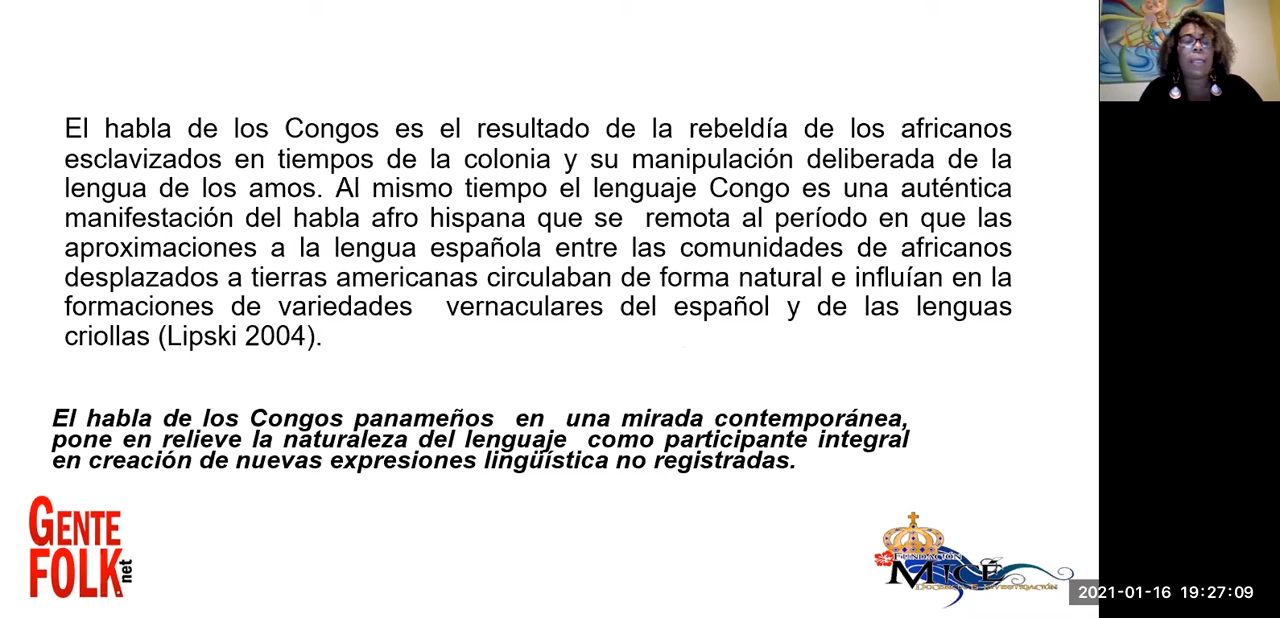 El habla de los Congos es el resultado de la rebeldía de los africanos
esclavizados en tiempos de la colonia y su manipulación deliberada de la
lengua de los amos. Al mismo tiempo el lenguaje Congo es una auténtica
manifestación del habla afro hispana que se remota al período en que las
aproximaciones a la lengua española entre las comunidades de africanos
desplazados a tierras americanas circulaban de forma natural e influían en la
formaciones de variedades vernaculares del español y de las lenguas
criollas (Lipski 2004).
El habla de los Congos panameños en una mirada contemporánea,
pone en relieve la naturaleza del lenguaje como participante integral
en creación de nuevas expresiones lingüística no registradas.
GENTE
FOLK.net
FUNDACIÓN
MICÉ
DOCENCIA E INVESTIGACIÓN
2021-01-16 19:27:09